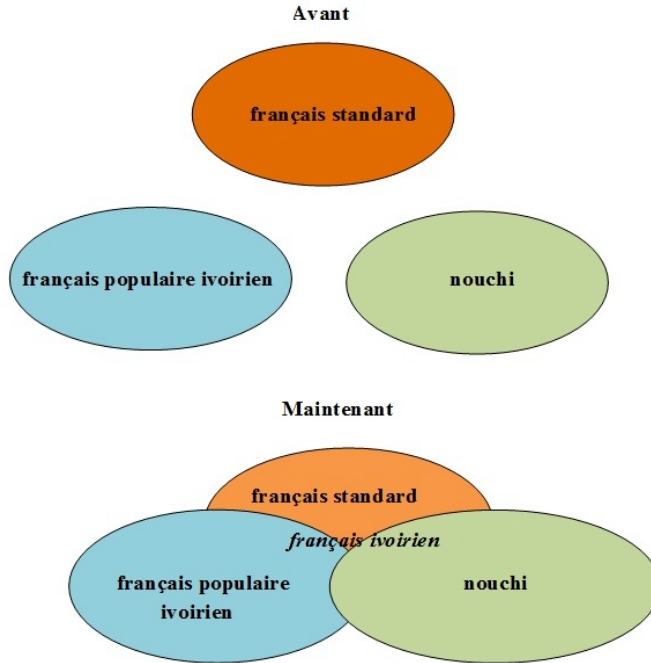 Avant
français standard
français populaire ivoirien
nouchi
Maintenant
français standard
français ivoirien
français populaire
ivoirien
nouchi